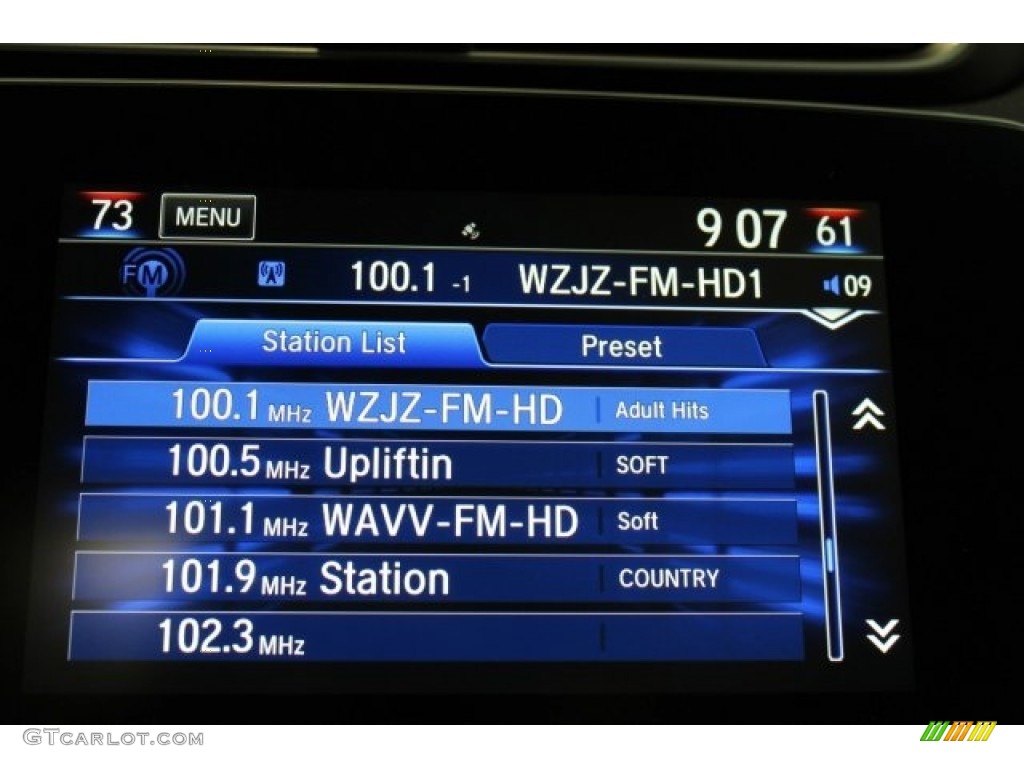 73 MENU 9 07 61
FM 100.1 -1 WZJZ-FM-HD1 09
Station List Preset
100.1 MHz WZJZ-FM-HD Adult Hits
100.5 MHz Upliftin SOFT
101.1 MHz WAVV-FM-HD Soft
101.9 MHz Station COUNTRY
102.3 MHz
GTCARLOT.COM